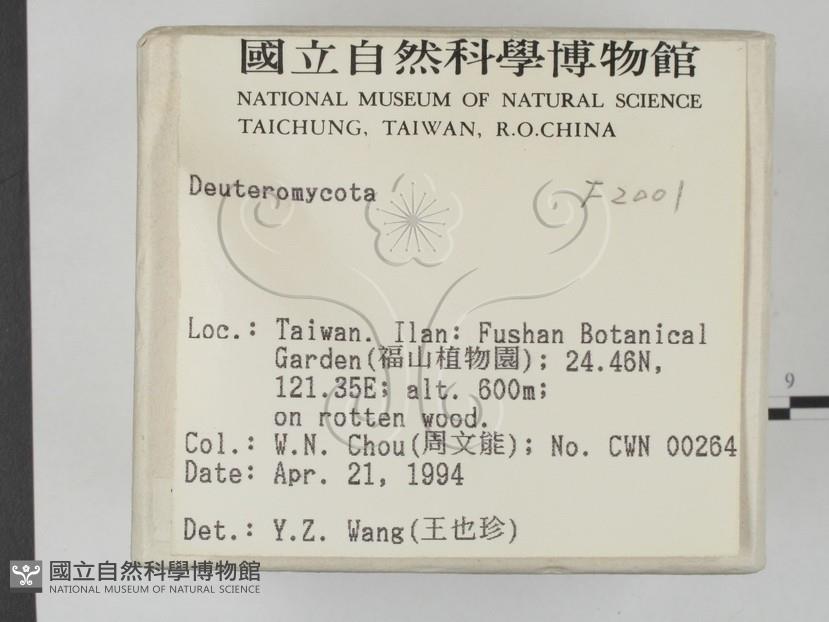 國立自然科學博物館
NATIONAL MUSEUM OF NATURAL SCIENCE
TAICHUNG, TAIWAN, R.O.CHINA
Deuteromycota F2001
Loc.: Taiwan. Ilan: Fushan Botanical
Garden(福山植物園); 24.46N,
121.35E; alt. 600m;
on rotten wood.
Col.: W.N. Chou(周文能); No. CWN 00264
Date: Apr. 21, 1994
Det.: Y.Z. Wang(王也珍)
9
國立自然科學博物館
NATIONAL MUSEUM OF NATURAL SCIENCE